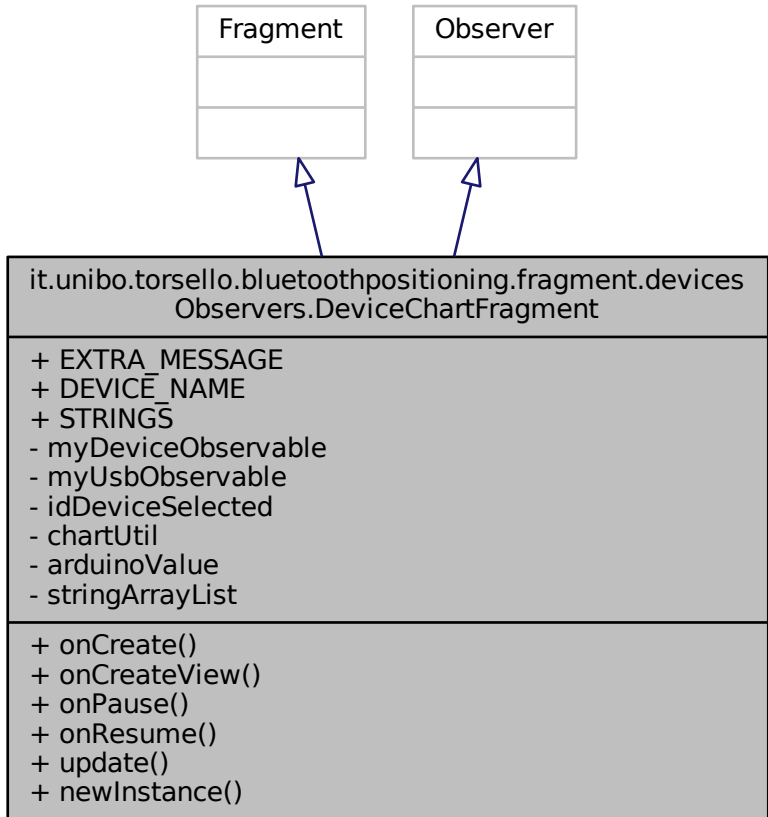 Fragment
Observer
it.unibo.torsello.bluetoothpositioning.fragment.devices
Observers.DeviceChartFragment
+ EXTRA_MESSAGE
+ DEVICE_NAME
+ STRINGS
- myDeviceObservable
- myUsbObservable
- idDeviceSelected
- chartUtil
- arduinoValue
- stringArrayList
+ onCreate()
+ onCreateView()
+ onPause()
+ onResume()
+ update()
+ newInstance()